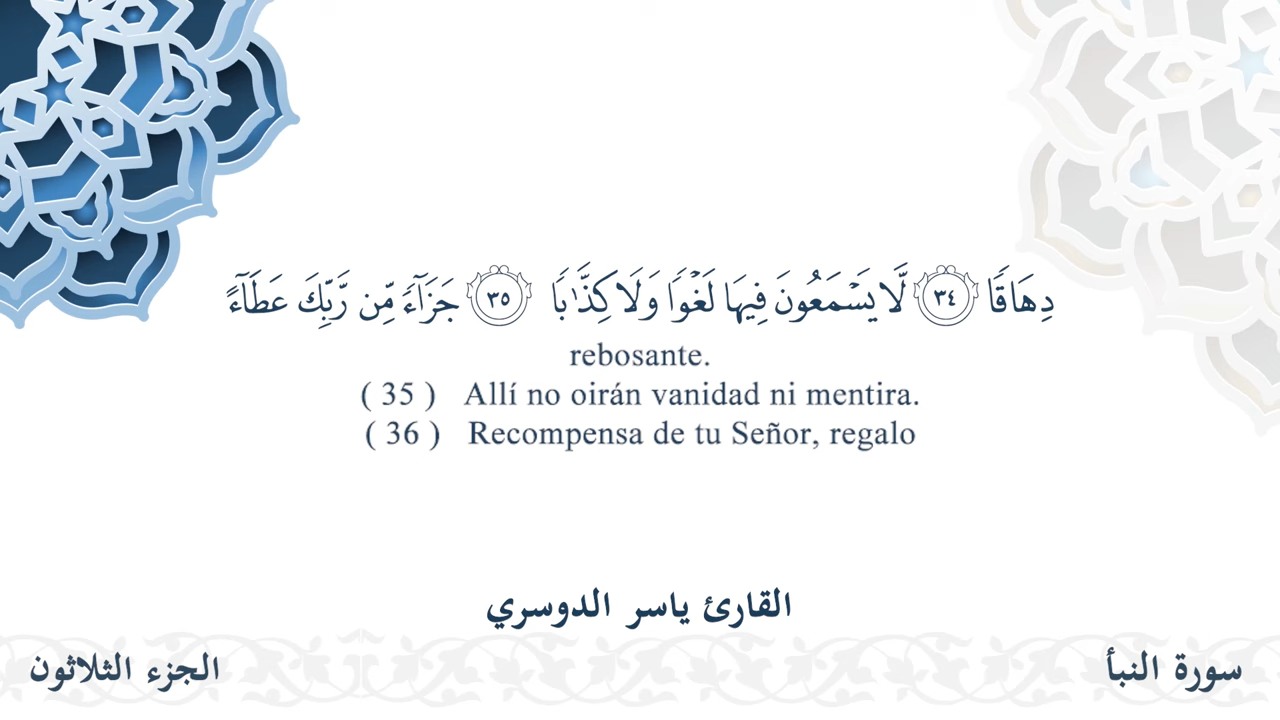 دِهَاقًا ٣٤ لَّا يَسۡمَعُونَ فِيهَا لَغۡوٗا وَلَا كِذَّٰبٗا ٣٥ جَزَآءٗ مِّن رَّبِّكَ عَطَآءً
rebosante.
( 35 ) Allí no oirán vanidad ni mentira.
( 36 ) Recompensa de tu Señor, regalo
القارئ ياسر الدوسري
سورة النبأ
الجزء الثلاثون